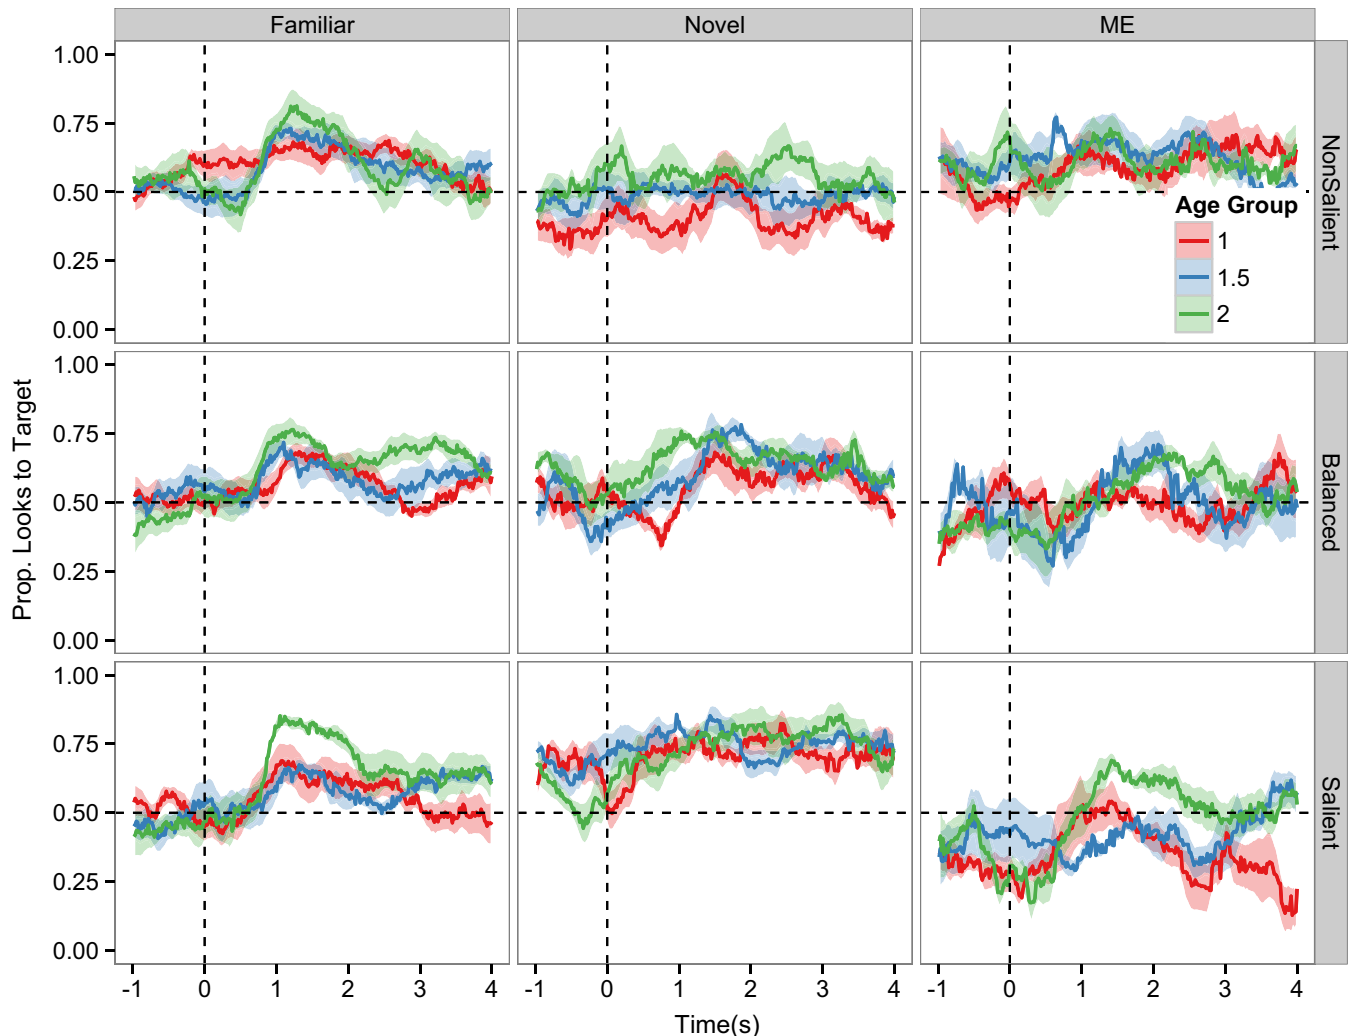 Familiar Novel ME
1.00
0.75
0.50
0.25
0.00
NonSalient
Age Group
1
1.5
2
1.00
0.75
0.50
0.25
0.00
Balanced
Prop. Looks to Target
1.00
0.75
0.50
0.25
0.00
Salient
-1 0 1 2 3 4 -1 0 1 2 3 4 -1 0 1 2 3 4
Time(s)